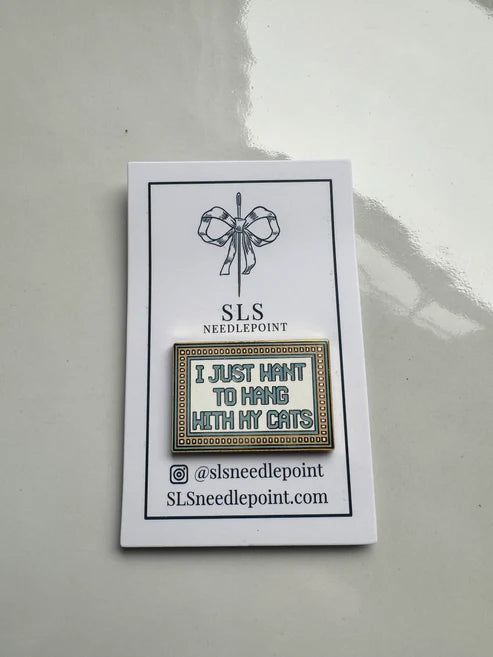 SLS
NEEDLEPOINT
I JUST WANT
TO HANG
WITH MY CATS
@slsneedlepoint
SLSneedlepoint.com